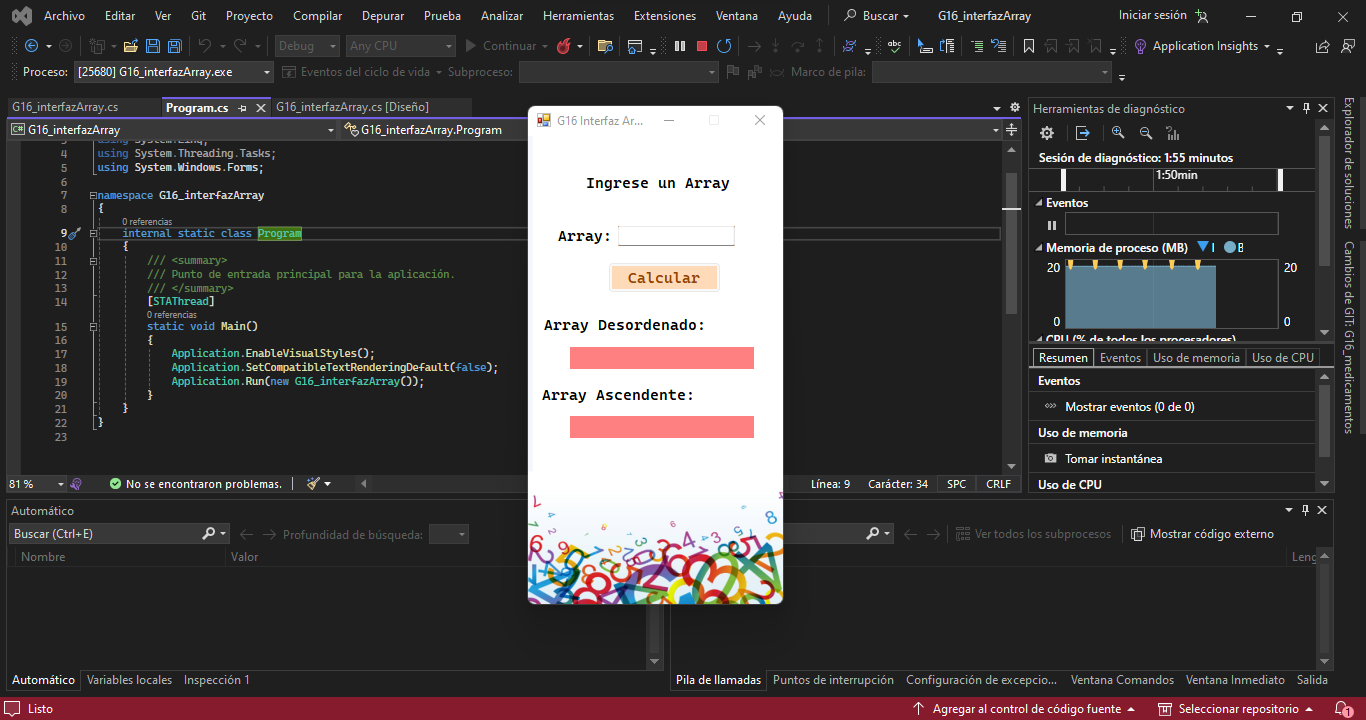 Archivo Editar Ver Git Proyecto Compilar Depurar Prueba Analizar Herramientas Extensiones Ventana Ayuda Buscar G16_interfazArray Iniciar sesión
Debug Any CPU Continuar Application Insights
Proceso: [25680] G16_interfazArray.exe Eventos del ciclo de vida Subproceso: Marco de pila:
G16_interfazArray.cs Program.cs G16_interfazArray.cs [Diseño]
C# G16_interfazArray G16_interfazArray.Program
3 using System.Linq;
4 using System.Threading.Tasks;
5 using System.Windows.Forms;
6
7 namespace G16_interfazArray
8 {
0 referencias
9 internal static class Program
10 {
11 /// <summary>
12 /// Punto de entrada principal para la aplicación.
13 /// </summary>
14 [STAThread]
0 referencias
15 static void Main()
16 {
17 Application.EnableVisualStyles();
18 Application.SetCompatibleTextRenderingDefault(false);
19 Application.Run(new G16_interfazArray());
20 }
21 }
22 }
23
81 % No se encontraron problemas. Línea: 9 Carácter: 34 SPC CRLF
G16 Interfaz Ar...
Ingrese un Array
Array:
Calcular
Array Desordenado:
Array Ascendente:
Herramientas de diagnóstico
Sesión de diagnóstico: 1:55 minutos
1:50min
Eventos
Memoria de proceso (MB) I B
20 20
0 0
CPU (% de todos los procesadores)
Resumen Eventos Uso de memoria Uso de CPU
Eventos
Mostrar eventos (0 de 0)
Uso de memoria
Tomar instantánea
Uso de CPU
Explorador de soluciones
Cambios de GIT: G16_medicamentos
Automático
Buscar (Ctrl+E) Profundidad de búsqueda:
Nombre Valor
Ver todos los subprocesos Mostrar código externo
Leng
Automático Variables locales Inspección 1
Pila de llamadas Puntos de interrupción Configuración de excepcio... Ventana Comandos Ventana Inmediato Salida
Listo Agregar al control de código fuente Seleccionar repositorio 1